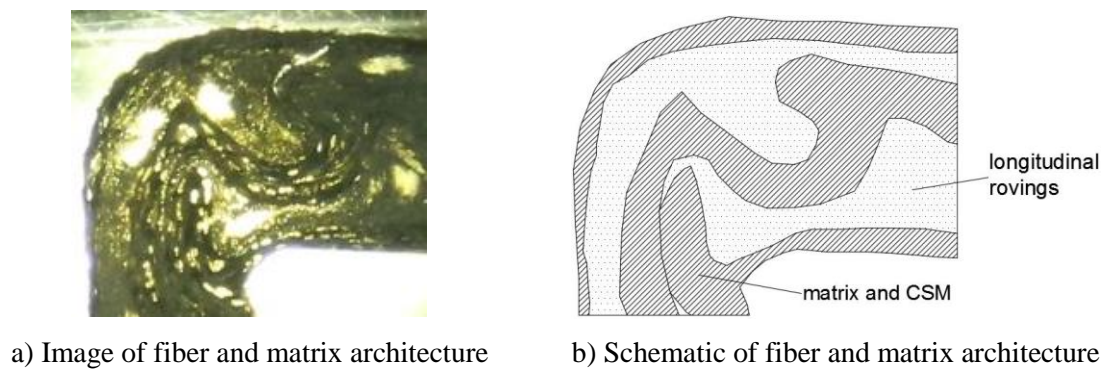 longitudinal
rovings
matrix and CSM
a) Image of fiber and matrix architecture
b) Schematic of fiber and matrix architecture